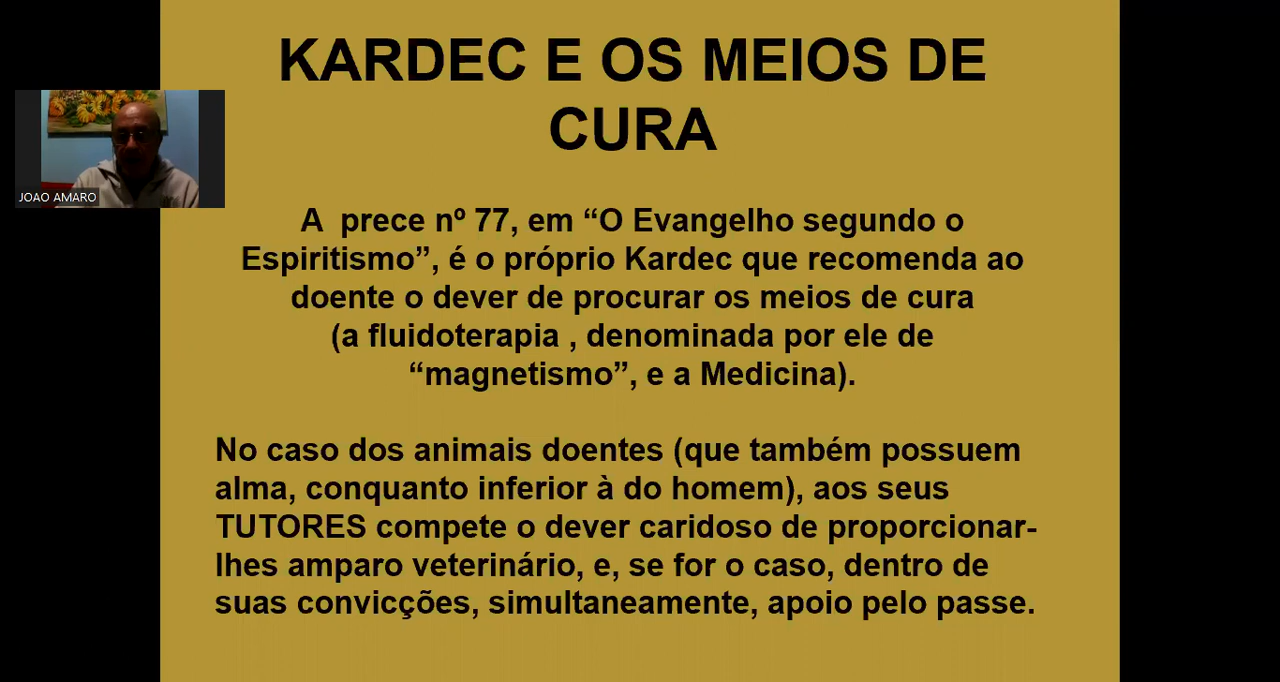 KARDEC E OS MEIOS DE
CURA
JOAO AMARO
A prece nº 77, em “O Evangelho segundo o
Espiritismo”, é o próprio Kardec que recomenda ao
doente o dever de procurar os meios de cura
(a fluidoterapia , denominada por ele de
“magnetismo”, e a Medicina).
No caso dos animais doentes (que também possuem
alma, conquanto inferior à do homem), aos seus
TUTORES compete o dever caridoso de proporcionar-
lhes amparo veterinário, e, se for o caso, dentro de
suas convicções, simultaneamente, apoio pelo passe.